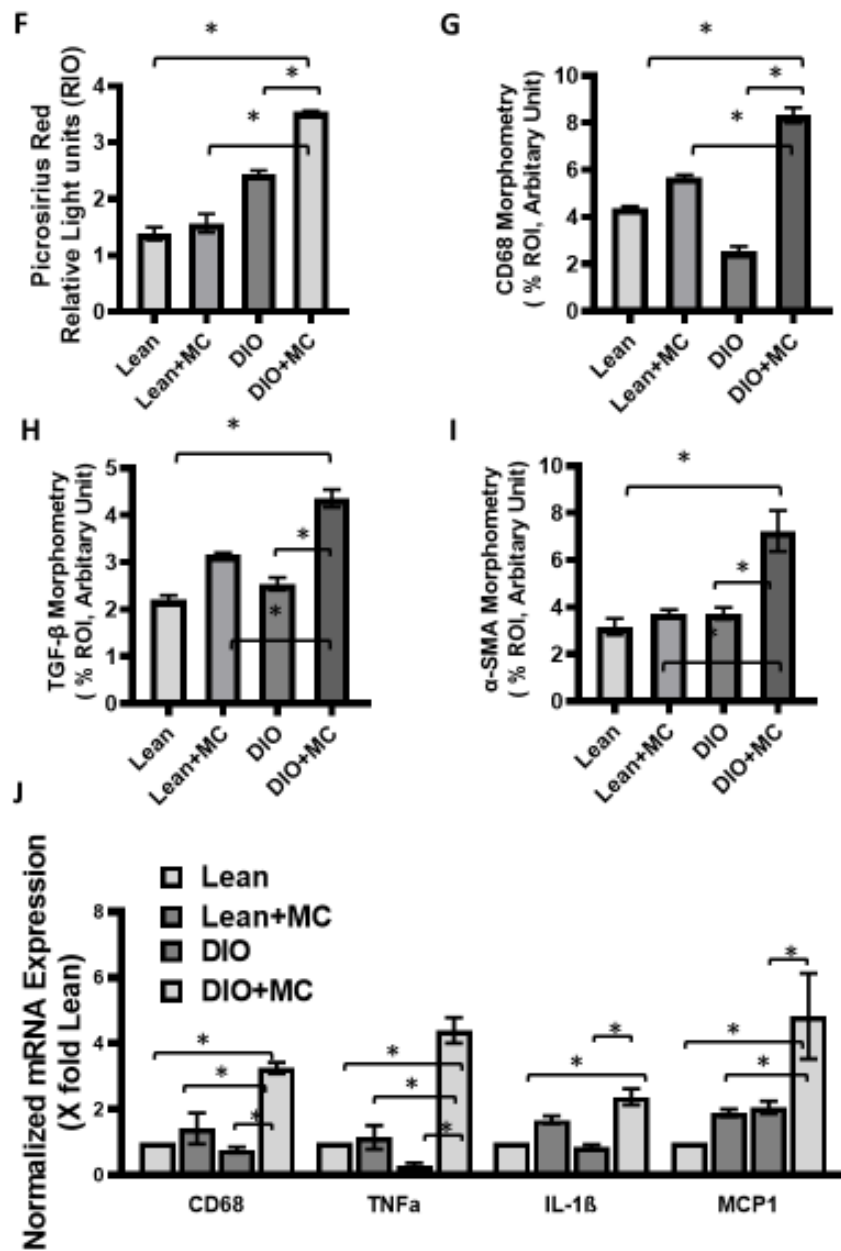 F
*
*
*
Picrosirius Red
Relative Light units (RIO)
4
3
2
1
0
Lean
Lean+MC
DIO
DIO+MC
G
*
*
*
CD68 Morphometry
( % ROI, Arbitary Unit)
10
8
6
4
2
0
Lean
Lean+MC
DIO
DIO+MC
H
*
*
*
TGF-β Morphometry
( % ROI, Arbitary Unit)
5
4
3
2
1
0
Lean
Lean+MC
DIO
DIO+MC
I
*
*
*
α-SMA Morphometry
( % ROI, Arbitary Unit)
10
8
6
4
2
0
Lean
Lean+MC
DIO
DIO+MC
J
Normalized mRNA Expression
(X fold Lean)
8
6
4
2
0
Lean
Lean+MC
DIO
DIO+MC
*
*
*
*
*
*
*
*
*
*
*
CD68
TNFa
IL-1ß
MCP1